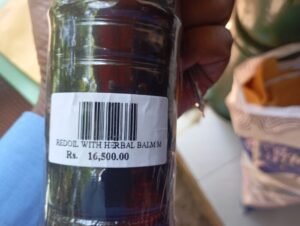 REDOIL WITH HERBAL BALM M
Rs. 16,500.00